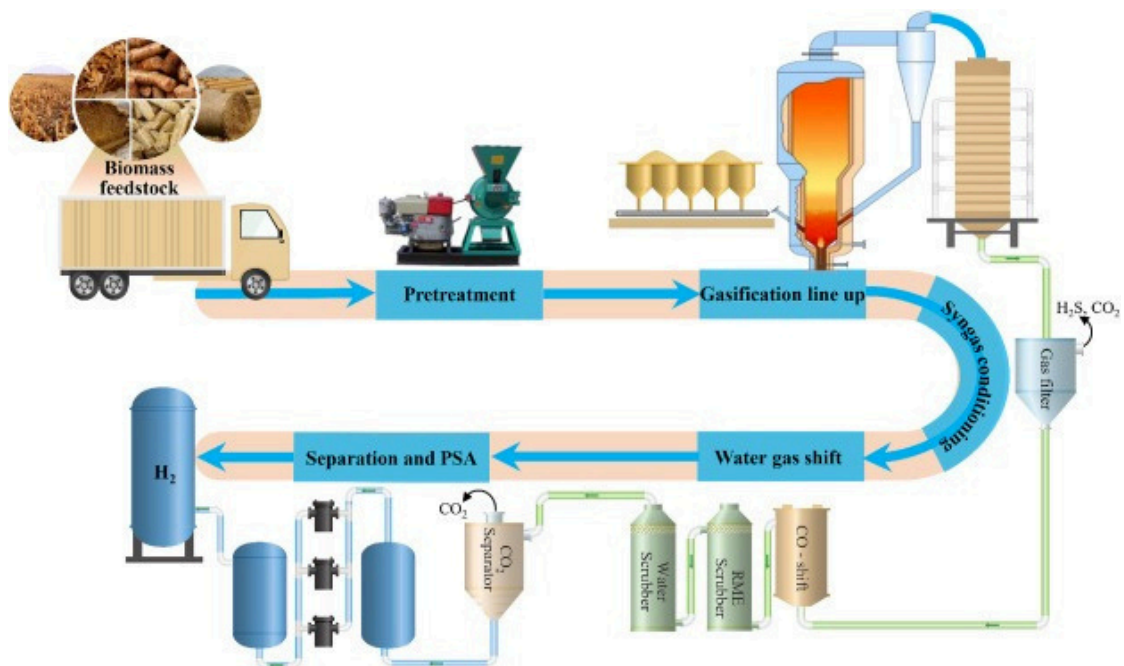 Biomass
feedstock
Pretreatment
Gasification line up
Syngas conditioning
H₂S, CO₂
Gas filter
Water gas shift
Separation and PSA
H₂
CO₂
CO₂
Separator
Water
Scrubber
RME
Scrubber
CO - shift